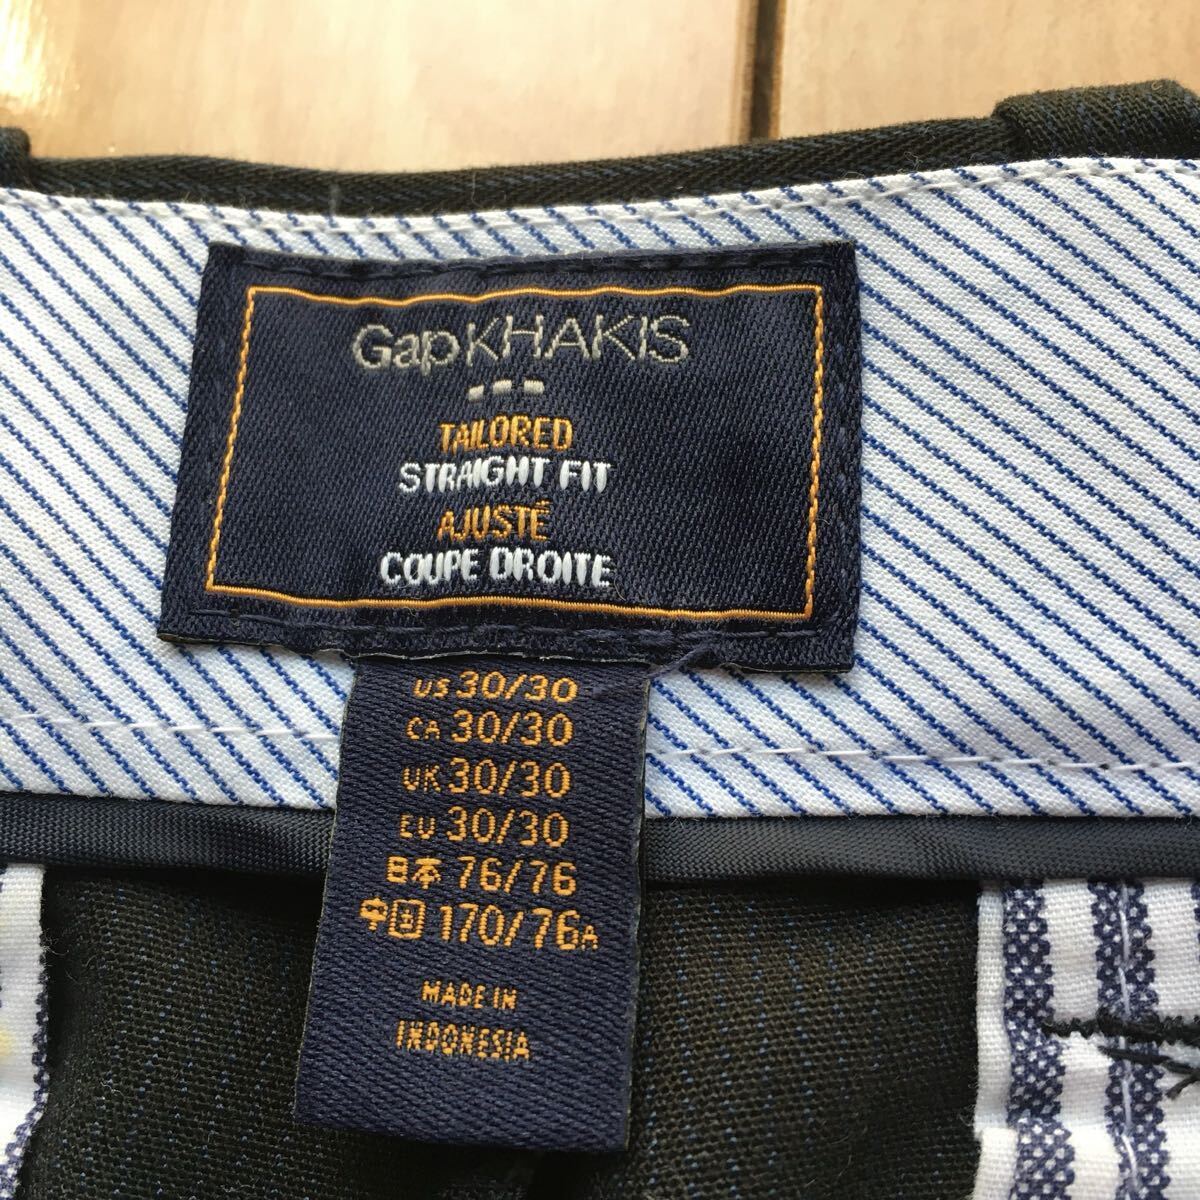 GapKHAKIS
TAILORED
STRAIGHT FIT
AJUSTÉ
COUPE DROITE
US 30/30
CA 30/30
UK 30/30
EU 30/30
日本 76/76
中国 170/76A
MADE IN
INDONESIA